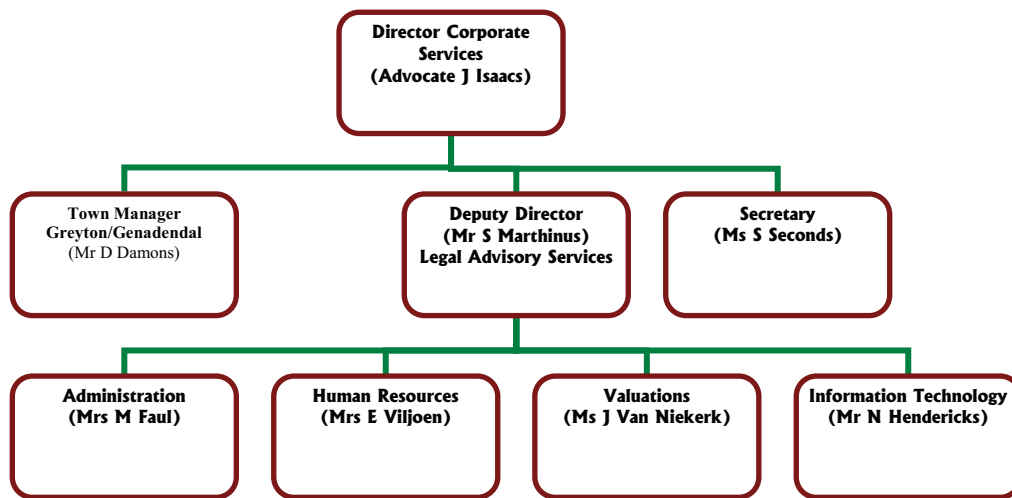 Director Corporate
Services
(Advocate J Isaacs)
Town Manager
Greyton/Genadendal
(Mr D Damons)
Deputy Director
(Mr S Marthinus)
Legal Advisory Services
Secretary
(Ms S Seconds)
Administration
(Mrs M Faul)
Human Resources
(Mrs E Viljoen)
Valuations
(Ms J Van Niekerk)
Information Technology
(Mr N Hendericks)